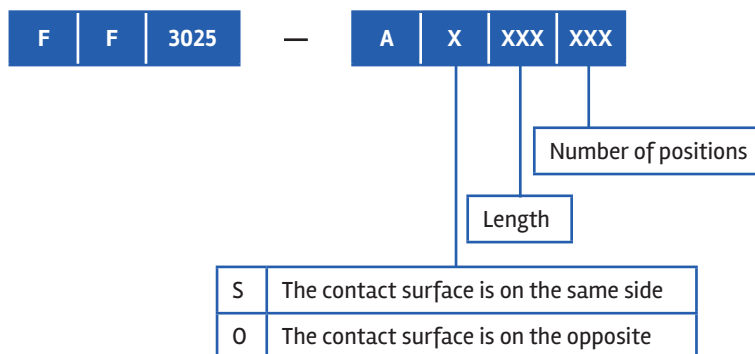 F F 3025 — A X XXX XXX
Number of positions
Length
S The contact surface is on the same side
O The contact surface is on the opposite